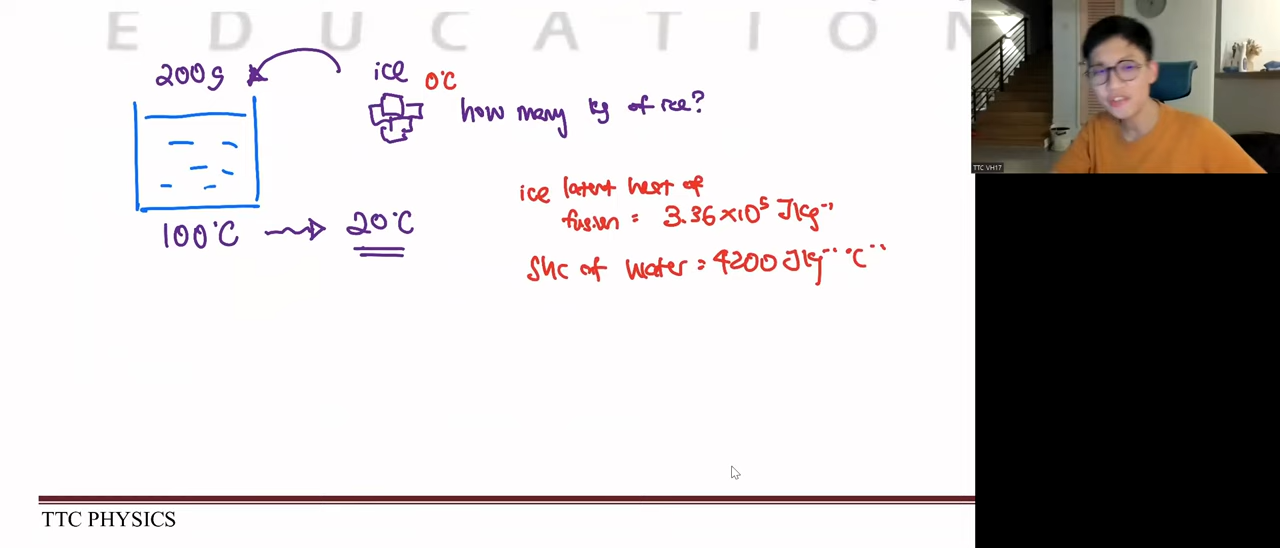 EDUCATION
200g
ice
0°C
how many kg of ice?
100°C
20°C
ice latent heat of
fusion = 3.36 × 10⁵ Jkg⁻¹
SHC of water = 4200 Jkg⁻¹ °C⁻¹
TTC PHYSICS
TTC VH17